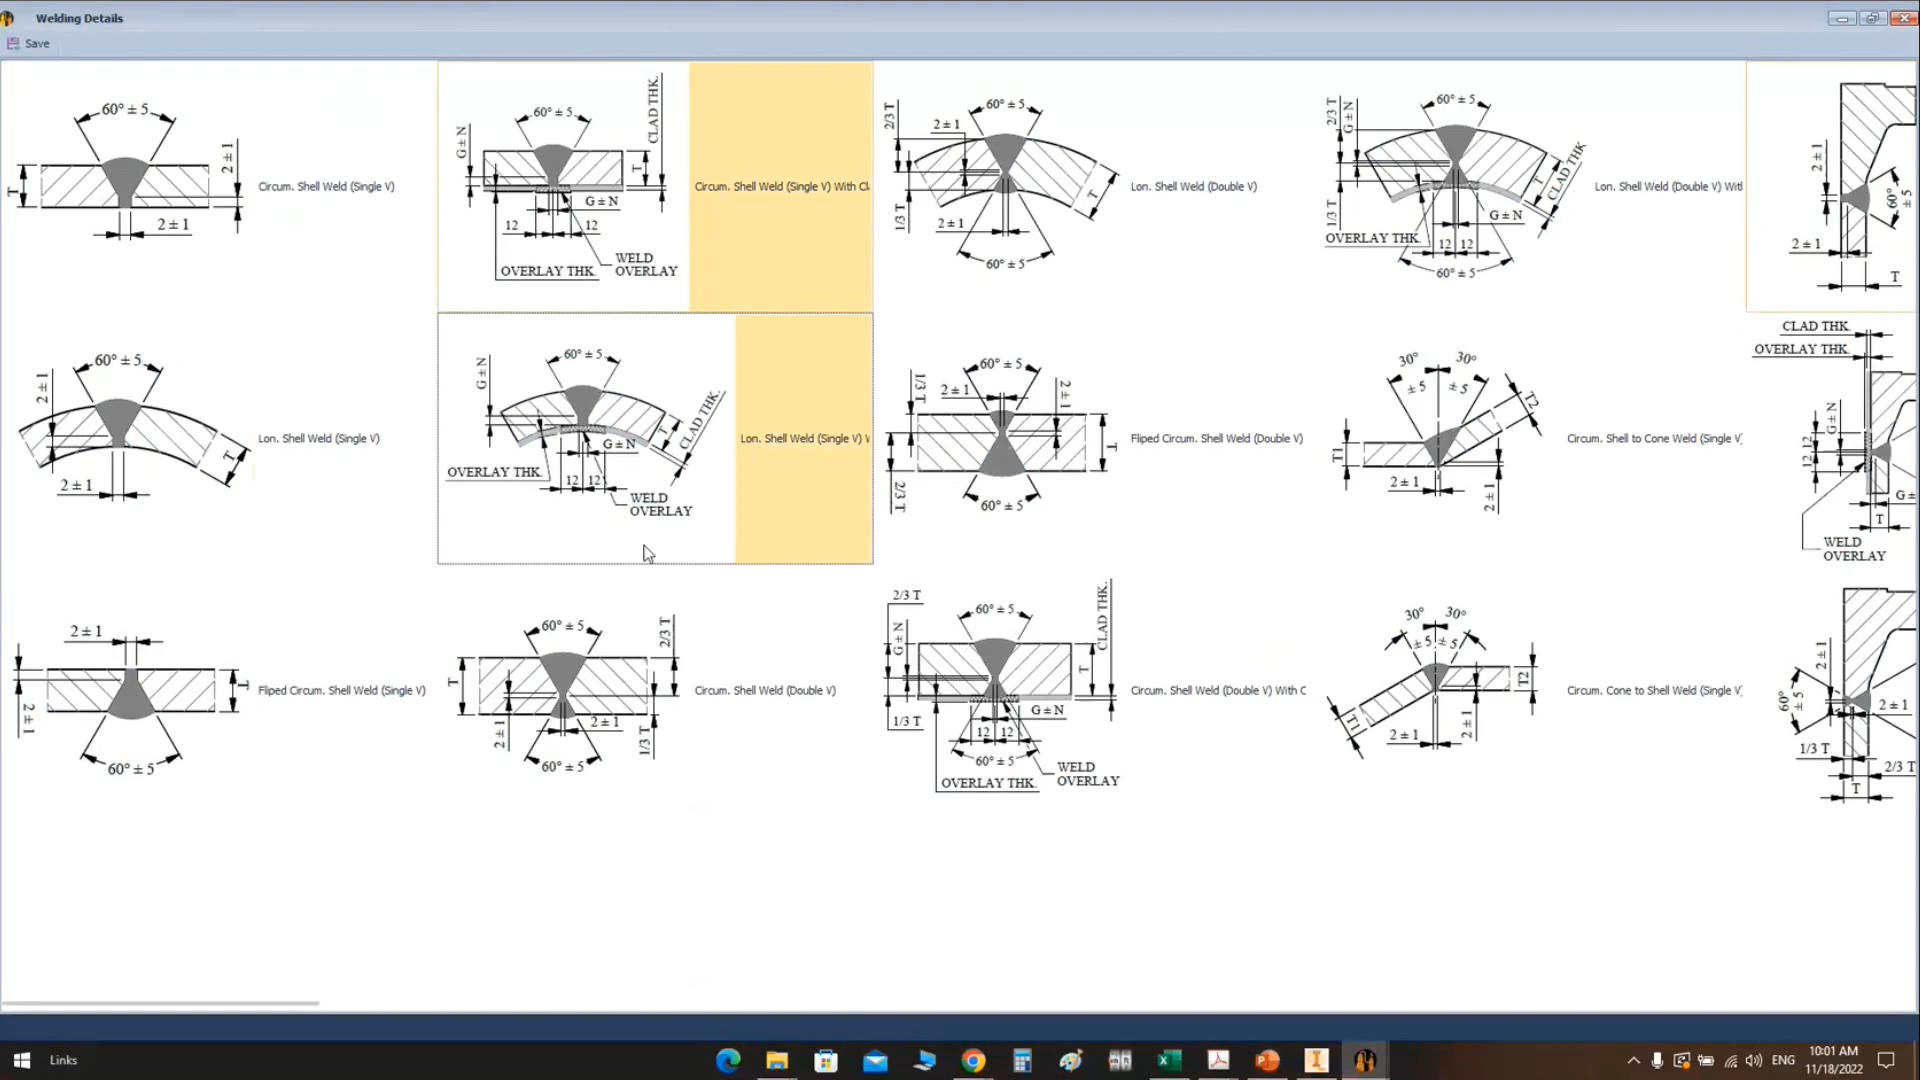 Welding Details
Save
60° ± 5
T
2 ± 1
2 ± 1
Circum. Shell Weld (Single V)
60° ± 5
G ± N
CLAD THK.
T
G ± N
12
12
WELD
OVERLAY
OVERLAY THK.
Circum. Shell Weld (Single V) With Cl
2/3 T
60° ± 5
2 ± 1
1/3 T
2 ± 1
T
60° ± 5
Lon. Shell Weld (Double V)
2/3 T
G ± N
60° ± 5
T
CLAD THK
1/3 T
G ± N
OVERLAY THK.
12
12
60° ± 5
Lon. Shell Weld (Double V) Wit
2 ± 1
60°
± 5
2 ± 1
T
60° ± 5
2 ± 1
T
2 ± 1
Lon. Shell Weld (Single V)
60° ± 5
G ± N
CLAD THK.
T
G ± N
OVERLAY THK.
12
12
WELD
OVERLAY
Lon. Shell Weld (Single V) W
60° ± 5
1/3 T
2 ± 1
2 ± 1
T
2/3 T
60° ± 5
Fliped Circum. Shell Weld (Double V)
30°
30°
± 5
± 5
T2
T1
2 ± 1
2 ± 1
Circum. Shell to Cone Weld (Single V)
CLAD THK.
OVERLAY THK.
G ± N
12 12
G ±
T
WELD
OVERLAY
2 ± 1
2 ± 1
T
60° ± 5
Fliped Circum. Shell Weld (Single V)
60° ± 5
2/3 T
T
2 ± 1
2 ± 1
1/3 T
60° ± 5
Circum. Shell Weld (Double V)
2/3 T
60° ± 5
CLAD THK.
G ± N
T
1/3 T
G ± N
12
12
60° ± 5
WELD
OVERLAY
OVERLAY THK.
Circum. Shell Weld (Double V) With C
30°
30°
± 5
± 5
T2
T1
2 ± 1
2 ± 1
Circum. Cone to Shell Weld (Single V)
2 ± 1
60°
± 5
2 ± 1
1/3 T
2/3 T
T
Links
ENG
10:01 AM
11/18/2022